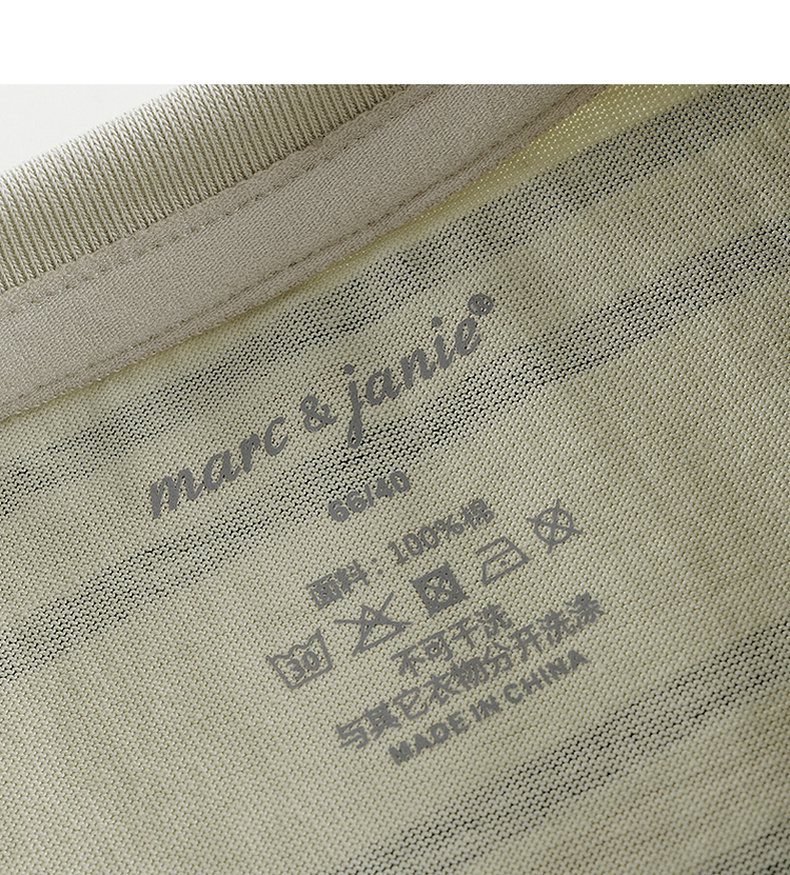 marc & janie®
66/40
面料：100%棉
30
不可干洗
与其它衣物分开洗涤
MADE IN CHINA